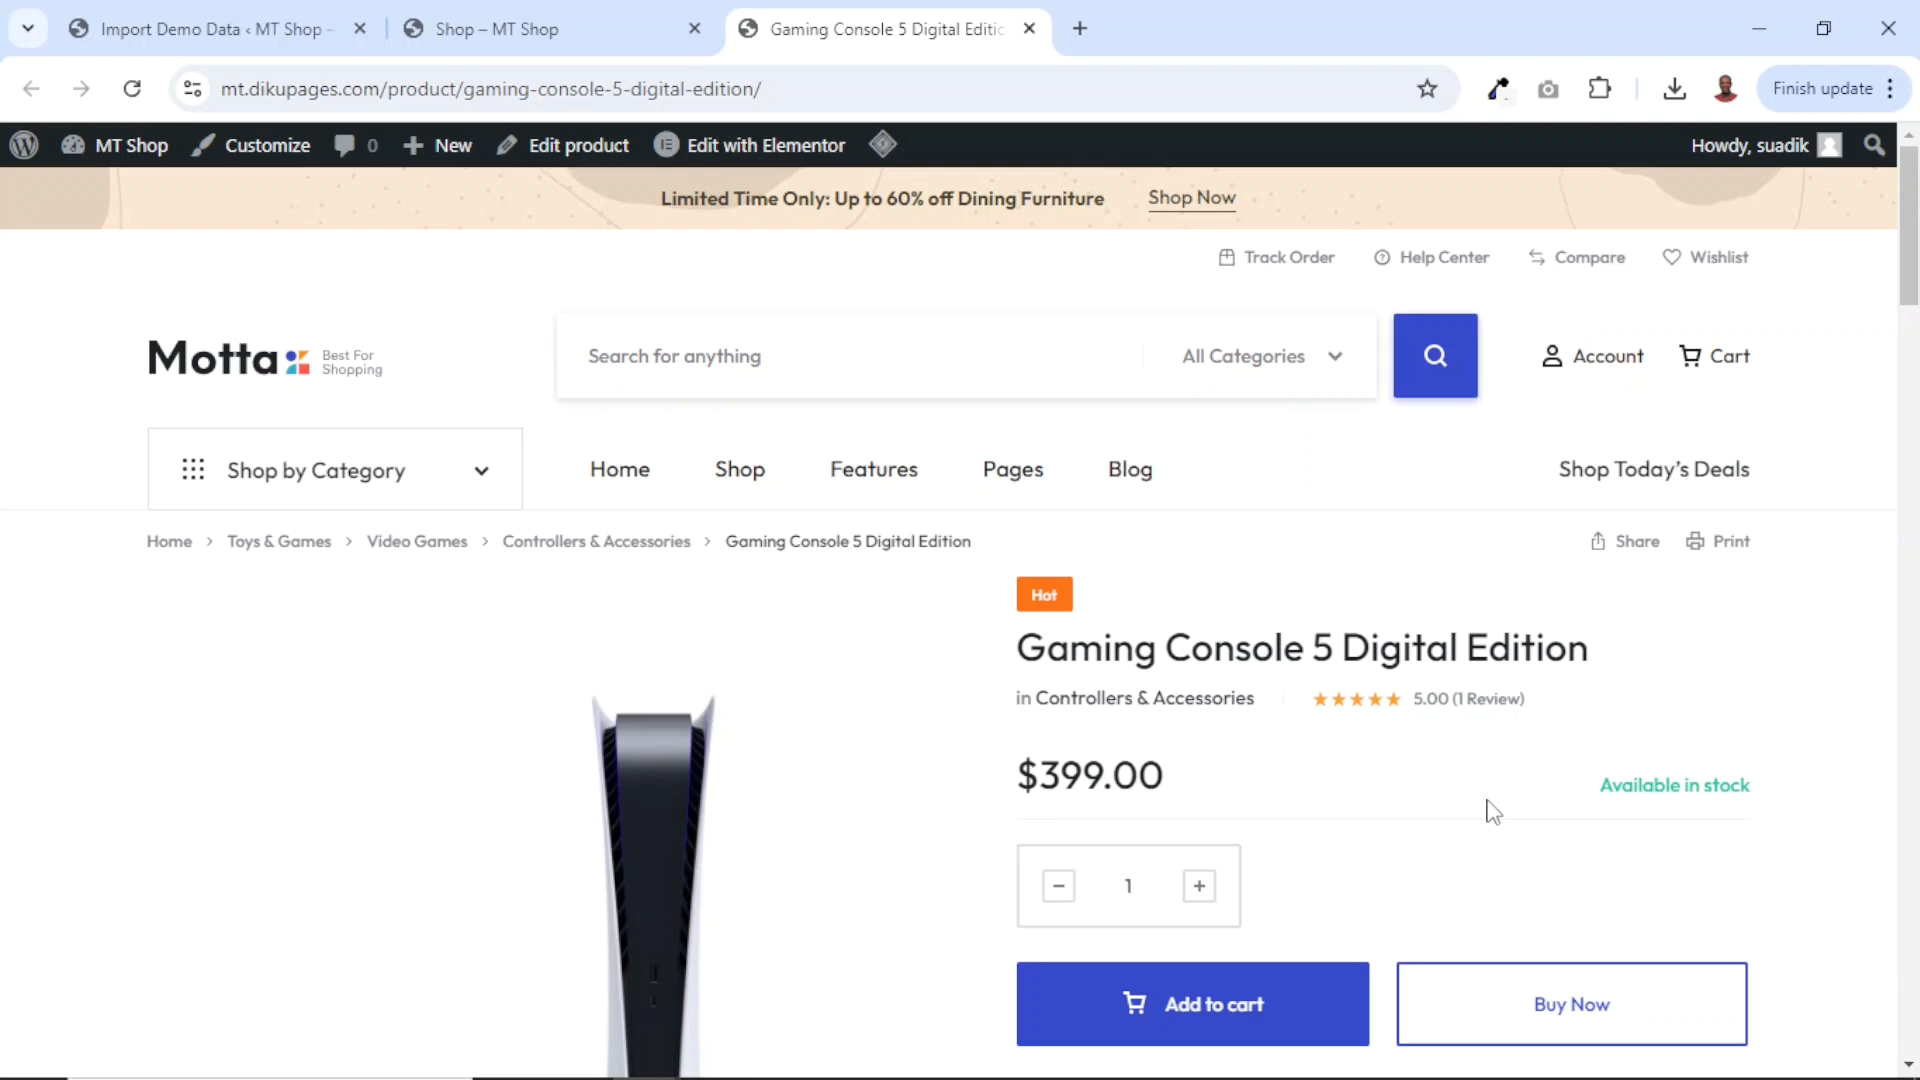 Import Demo Data ‹ MT Shop –
Shop – MT Shop
Gaming Console 5 Digital Editic
mt.dikupages.com/product/gaming-console-5-digital-edition/
Finish update
MT Shop
Customize
0
New
Edit product
Edit with Elementor
Howdy, suadik
Limited Time Only: Up to 60% off Dining Furniture
Shop Now
Track Order
Help Center
Compare
Wishlist
Motta
Best For
Shopping
Search for anything
All Categories
Account
Cart
Shop by Category
Home
Shop
Features
Pages
Blog
Shop Today's Deals
Home > Toys & Games > Video Games > Controllers & Accessories > Gaming Console 5 Digital Edition
Share
Print
Hot
Gaming Console 5 Digital Edition
in Controllers & Accessories
5.00 (1 Review)
$399.00
Available in stock
− 1 +
Add to cart
Buy Now